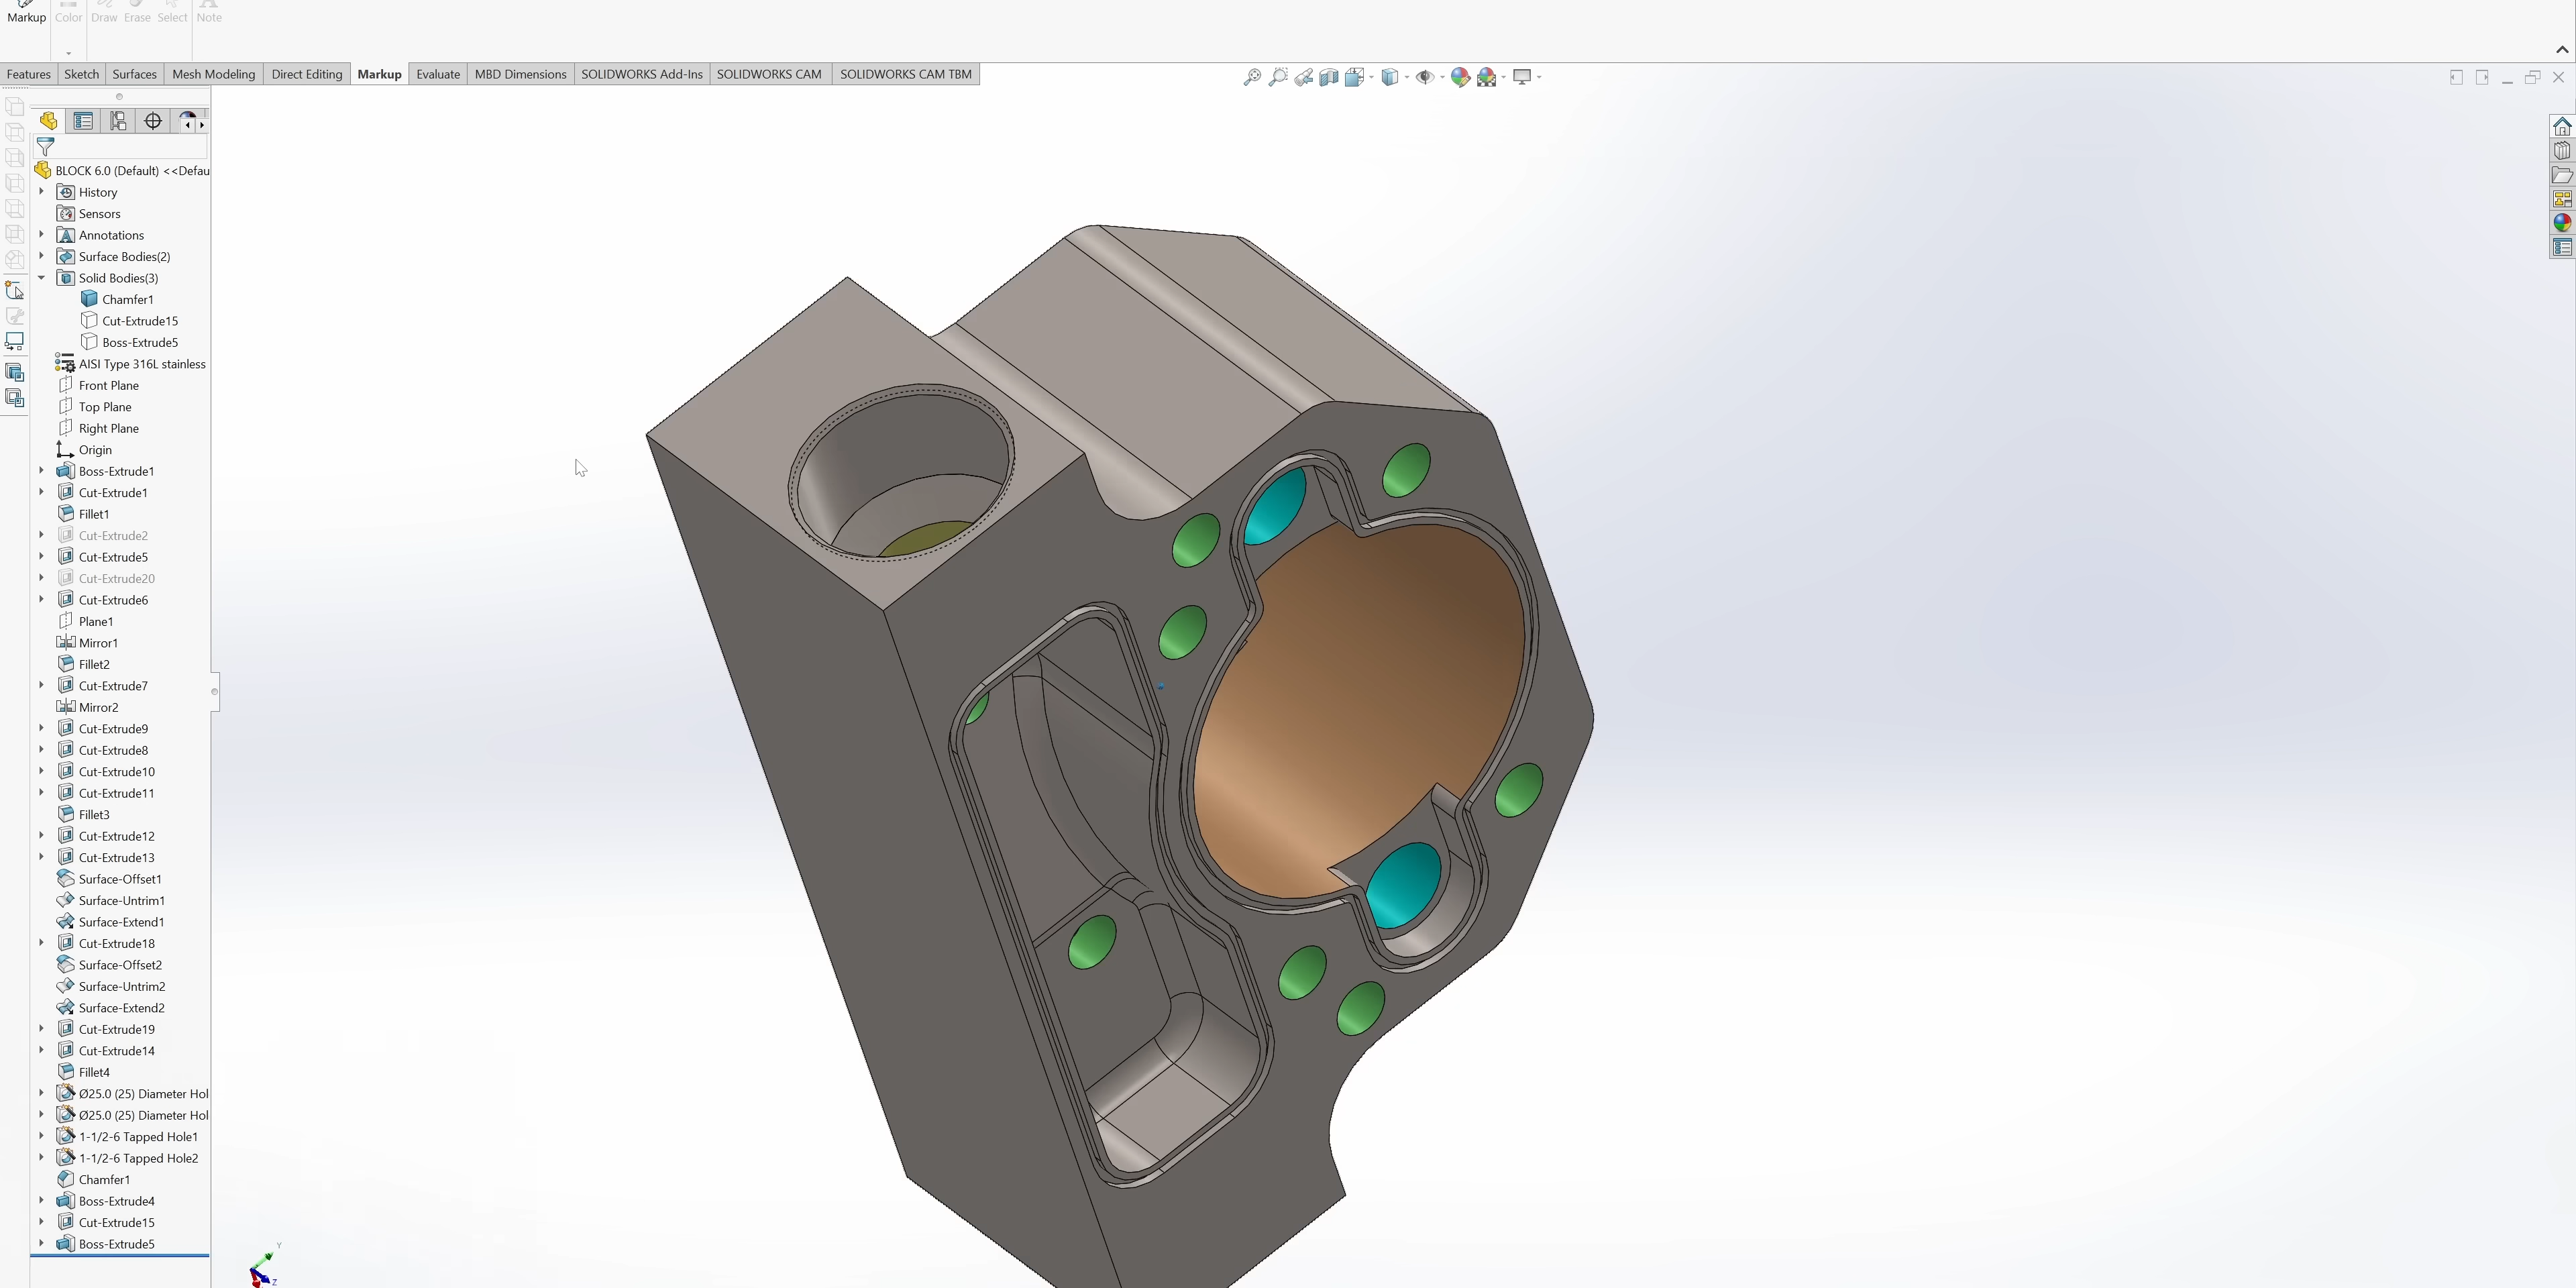 Markup
Color
Draw
Erase
Select
Note
Features
Sketch
Surfaces
Mesh Modeling
Direct Editing
Markup
Evaluate
MBD Dimensions
SOLIDWORKS Add-Ins
SOLIDWORKS CAM
SOLIDWORKS CAM TBM
BLOCK 6.0 (Default) <<Defau
History
Sensors
Annotations
Surface Bodies(2)
Solid Bodies(3)
Chamfer1
Cut-Extrude15
Boss-Extrude5
AISI Type 316L stainless
Front Plane
Top Plane
Right Plane
Origin
Boss-Extrude1
Cut-Extrude1
Fillet1
Cut-Extrude2
Cut-Extrude5
Cut-Extrude20
Cut-Extrude6
Plane1
Mirror1
Fillet2
Cut-Extrude7
Mirror2
Cut-Extrude9
Cut-Extrude8
Cut-Extrude10
Cut-Extrude11
Fillet3
Cut-Extrude12
Cut-Extrude13
Surface-Offset1
Surface-Untrim1
Surface-Extend1
Cut-Extrude18
Surface-Offset2
Surface-Untrim2
Surface-Extend2
Cut-Extrude19
Cut-Extrude14
Fillet4
Ø25.0 (25) Diameter Hol
Ø25.0 (25) Diameter Hol
1-1/2-6 Tapped Hole1
1-1/2-6 Tapped Hole2
Chamfer1
Boss-Extrude4
Cut-Extrude15
Boss-Extrude5
Y
Z